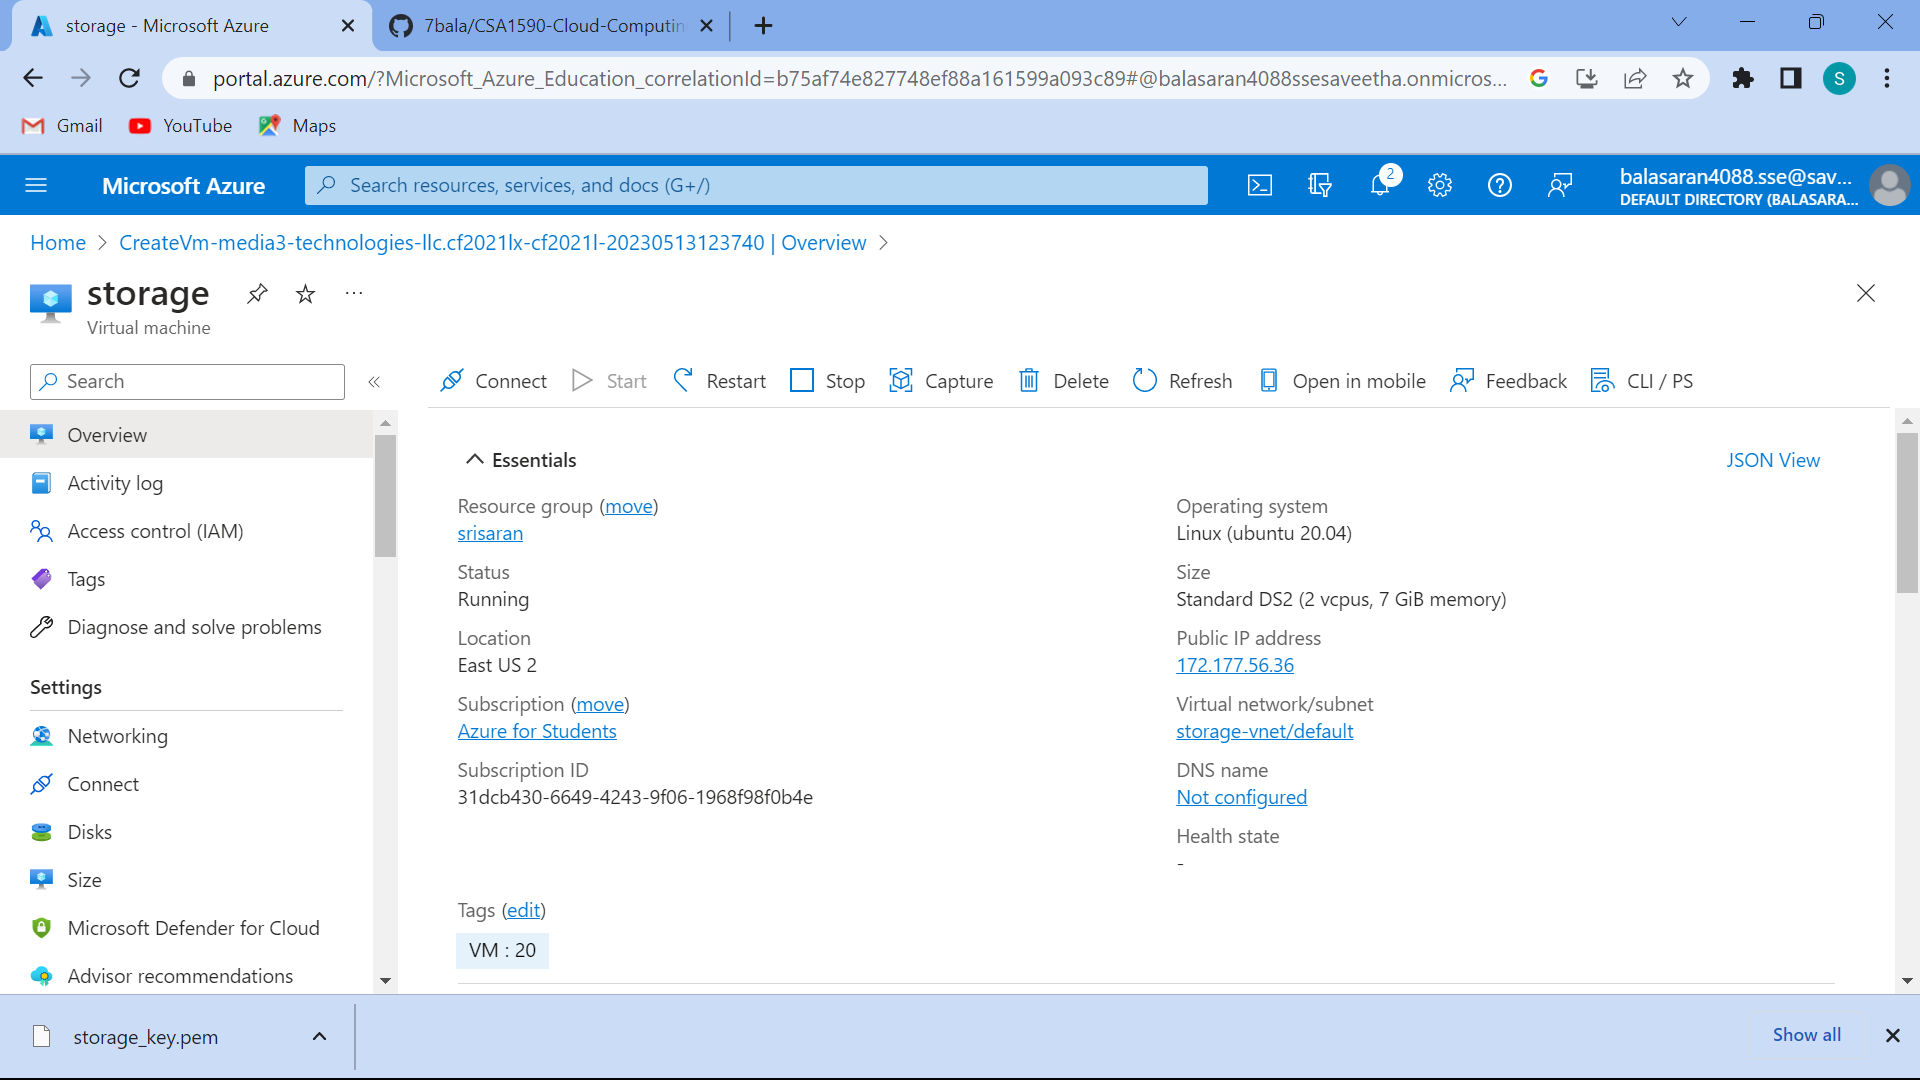 storage - Microsoft Azure
7bala/CSA1590-Cloud-Computin
portal.azure.com/?Microsoft_Azure_Education_correlationId=b75af74e827748ef88a161599a093c89#@balasaran4088ssesaveetha.onmicros...
S
Gmail
YouTube
Maps
Microsoft Azure
Search resources, services, and docs (G+/)
2
balasaran4088.sse@sav...
DEFAULT DIRECTORY (BALASARA...
Home > CreateVm-media3-technologies-llc.cf2021lx-cf2021l-20230513123740 | Overview >
storage
...
Virtual machine
Search
«
Connect
Start
Restart
Stop
Capture
Delete
Refresh
Open in mobile
Feedback
CLI / PS
Overview
Activity log
Access control (IAM)
Tags
Diagnose and solve problems
Settings
Networking
Connect
Disks
Size
Microsoft Defender for Cloud
Advisor recommendations
Essentials
JSON View
Resource group (move)
srisaran
Status
Running
Location
East US 2
Subscription (move)
Azure for Students
Subscription ID
31dcb430-6649-4243-9f06-1968f98f0b4e
Operating system
Linux (ubuntu 20.04)
Size
Standard DS2 (2 vcpus, 7 GiB memory)
Public IP address
172.177.56.36
Virtual network/subnet
storage-vnet/default
DNS name
Not configured
Health state
-
Tags (edit)
VM : 20
storage_key.pem
Show all